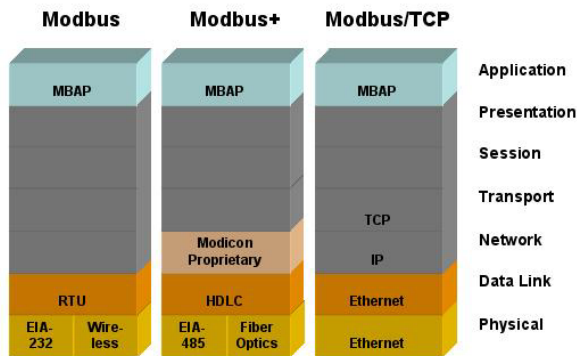 Modbus
Modbus+
Modbus/TCP
MBAP
MBAP
MBAP
Application
Presentation
Session
Transport
TCP
Network
Modicon
Proprietary
IP
Data Link
RTU
HDLC
Ethernet
Physical
EIA-
232
Wire-
less
EIA-
485
Fiber
Optics
Ethernet